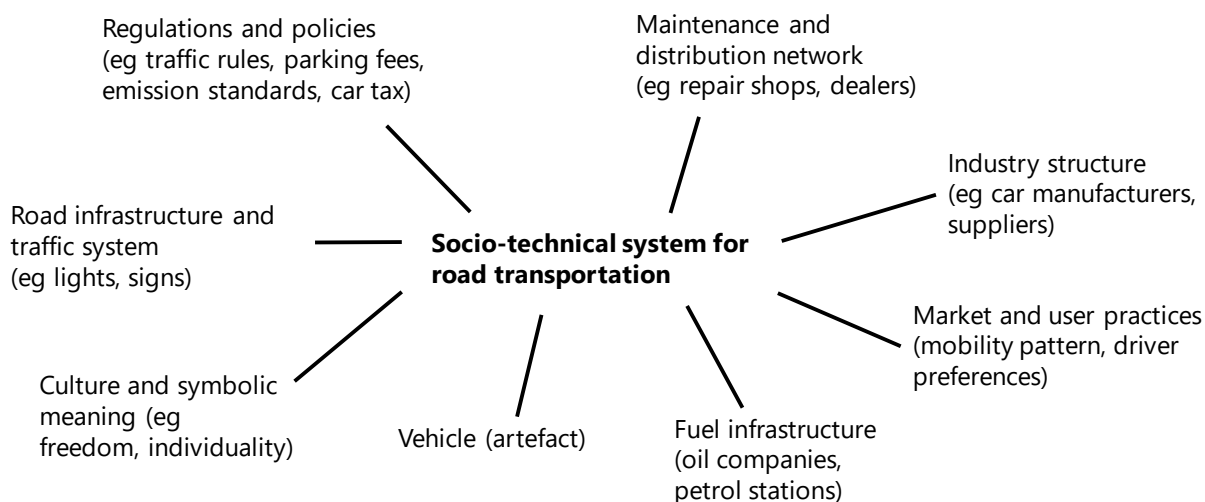 Regulations and policies
(eg traffic rules, parking fees,
emission standards, car tax)
Maintenance and
distribution network
(eg repair shops, dealers)
Industry structure
(eg car manufacturers,
suppliers)
Road infrastructure and
traffic system
(eg lights, signs)
Socio-technical system for
road transportation
Market and user practices
(mobility pattern, driver
preferences)
Culture and symbolic
meaning (eg
freedom, individuality)
Vehicle (artefact)
Fuel infrastructure
(oil companies,
petrol stations)